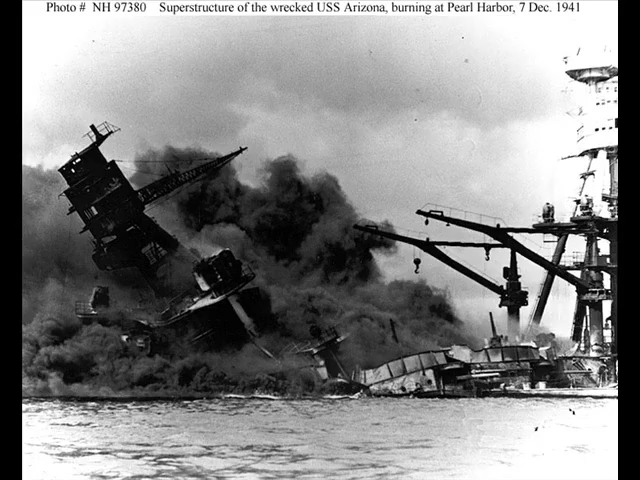 Photo # NH 97380 Superstructure of the wrecked USS Arizona, burning at Pearl Harbor, 7 Dec. 1941